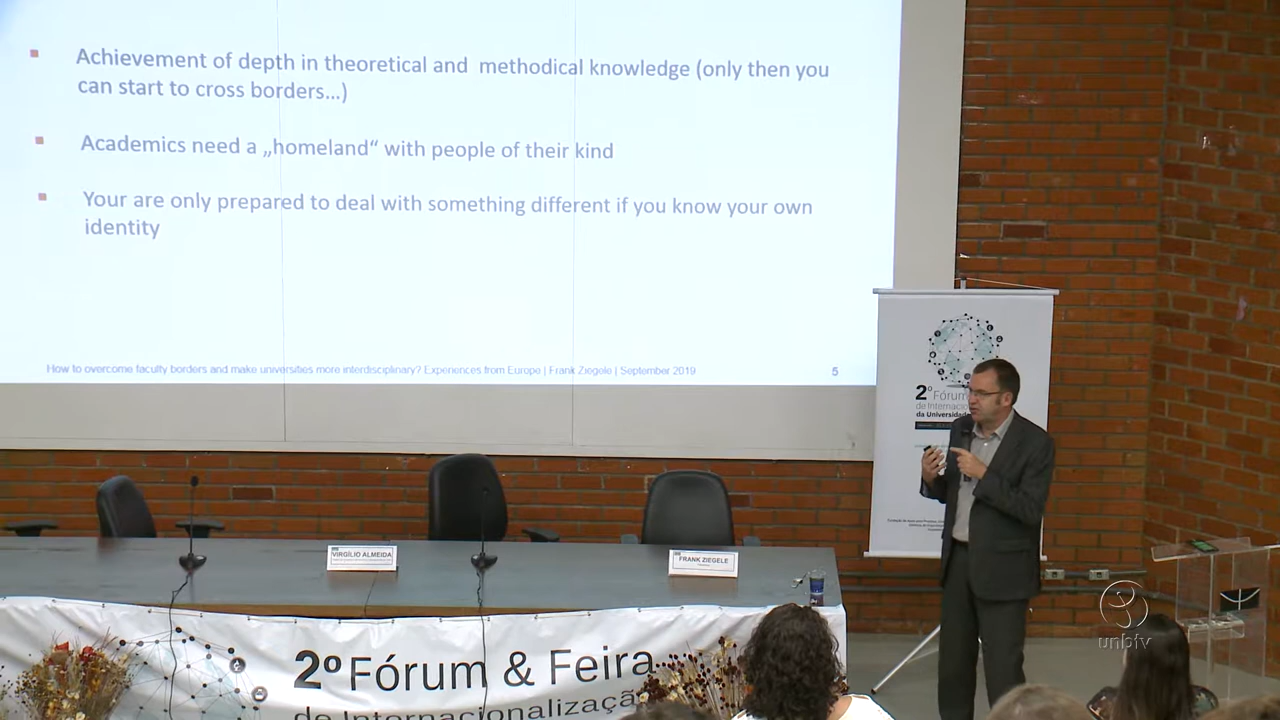 Achievement of depth in theoretical and methodical knowledge (only then you
can start to cross borders...)
Academics need a „homeland“ with people of their kind
Your are only prepared to deal with something different if you know your own
identity
How to overcome faculty borders and make universities more interdisciplinary? Experiences from Europe | Frank Ziegele | September 2019
5
2º Fórum
de Internacio
da Universidad
VIRGÍLIO ALMEIDA
FRANK ZIEGELE
2º Fórum & Feira
de Internacionalização
unbtv